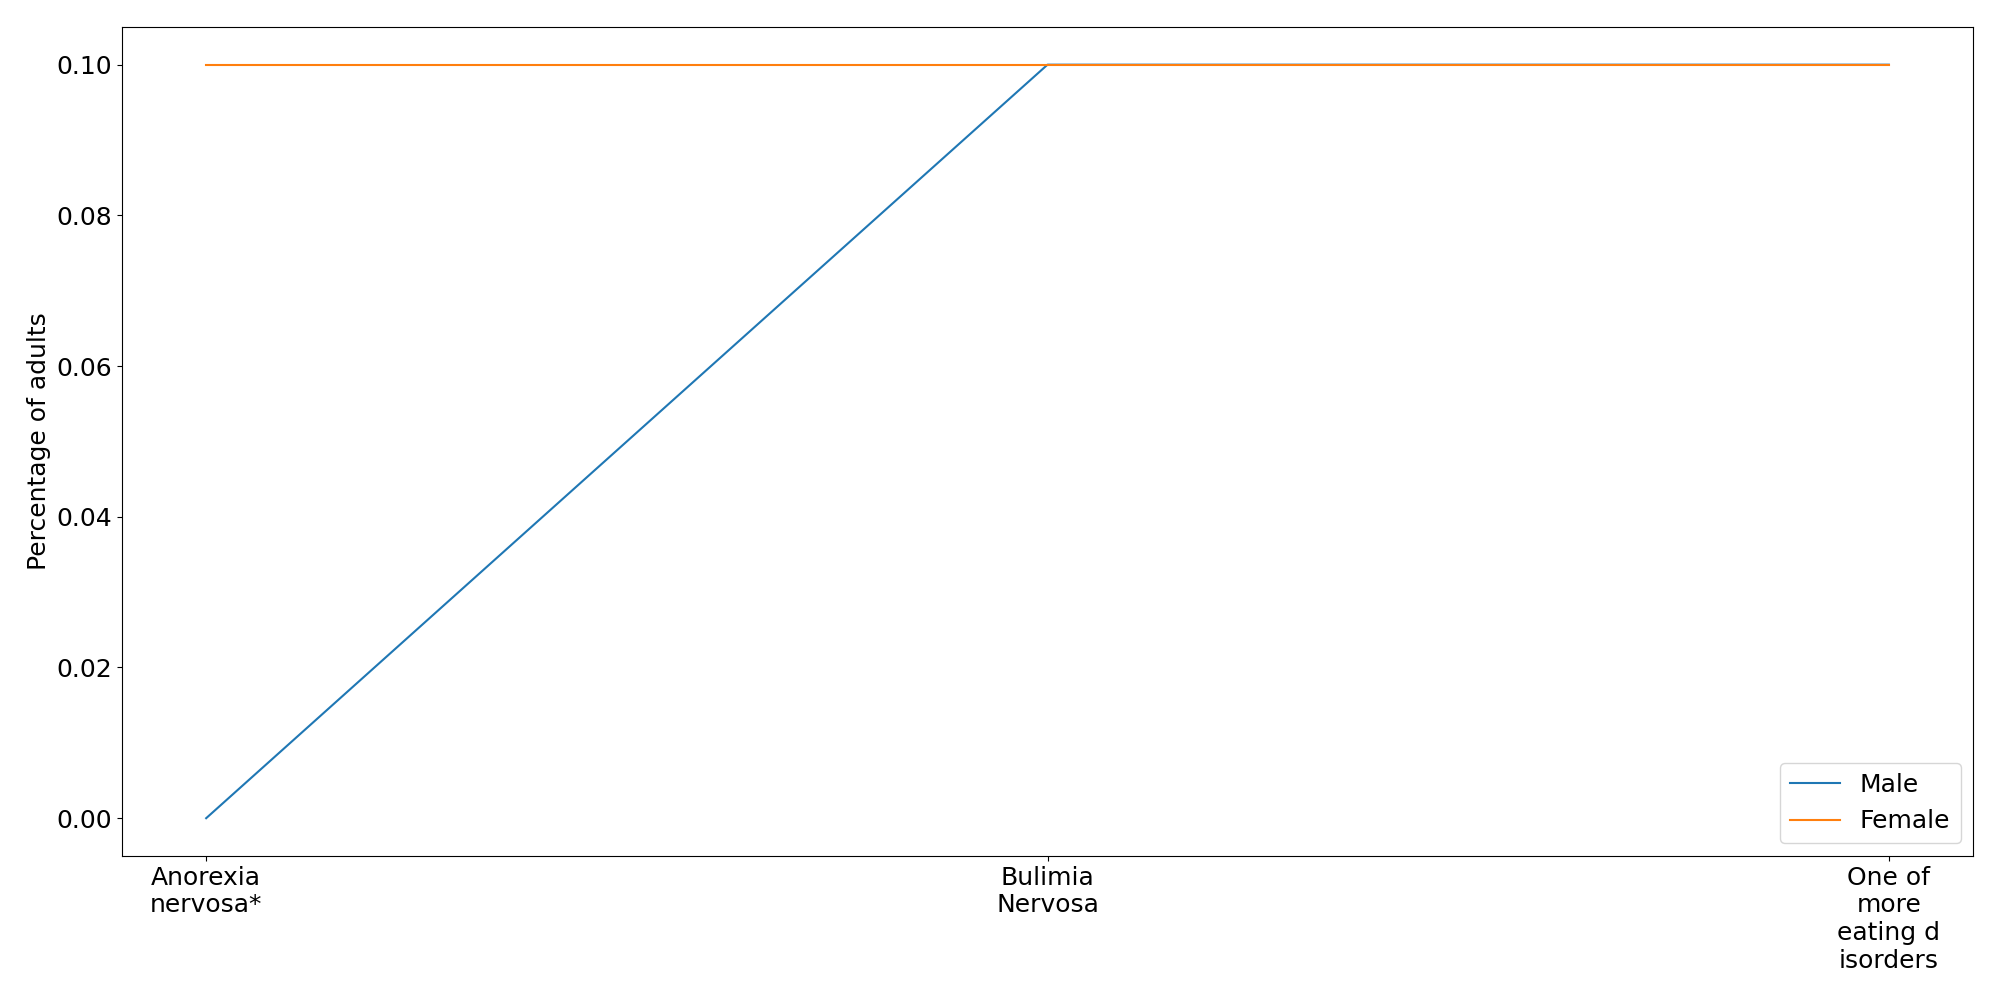 Percentage of adults
0.10
0.08
0.06
0.04
0.02
0.00
Anorexia
nervosa*
Bulimia
Nervosa
One of
more
eating d
isorders
Male
Female